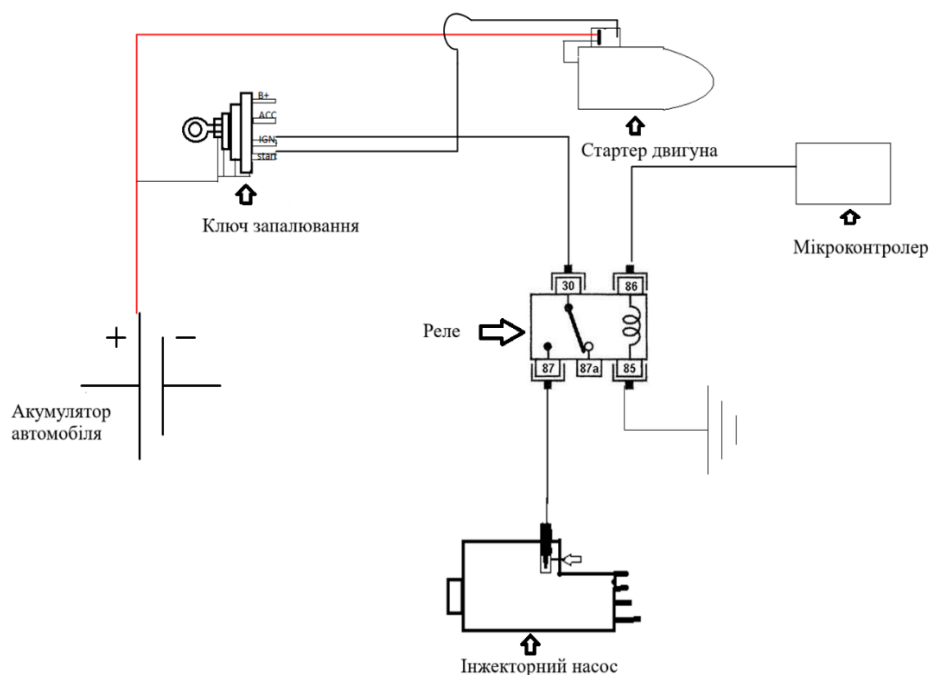 B+
ACC
IGN
start
Стартер двигуна
Ключ запалювання
Мікроконтролер
30
86
Реле
87
87a
85
+
−
Акумулятор
автомобіля
Інжекторний насос